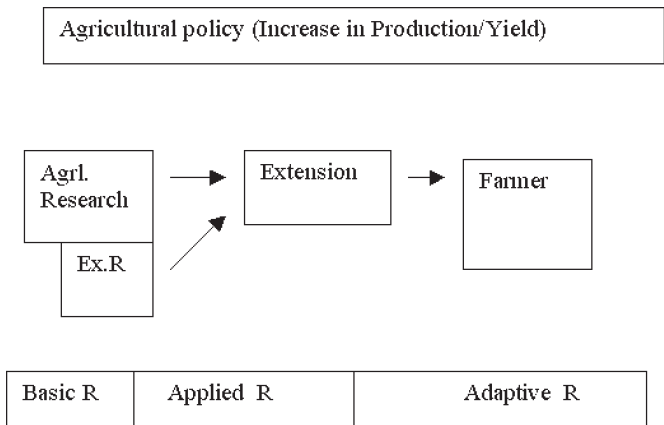 Agricultural policy (Increase in Production/Yield)
Agrl.
Research
Extension
Farmer
Ex.R
Basic R
Applied R
Adaptive R